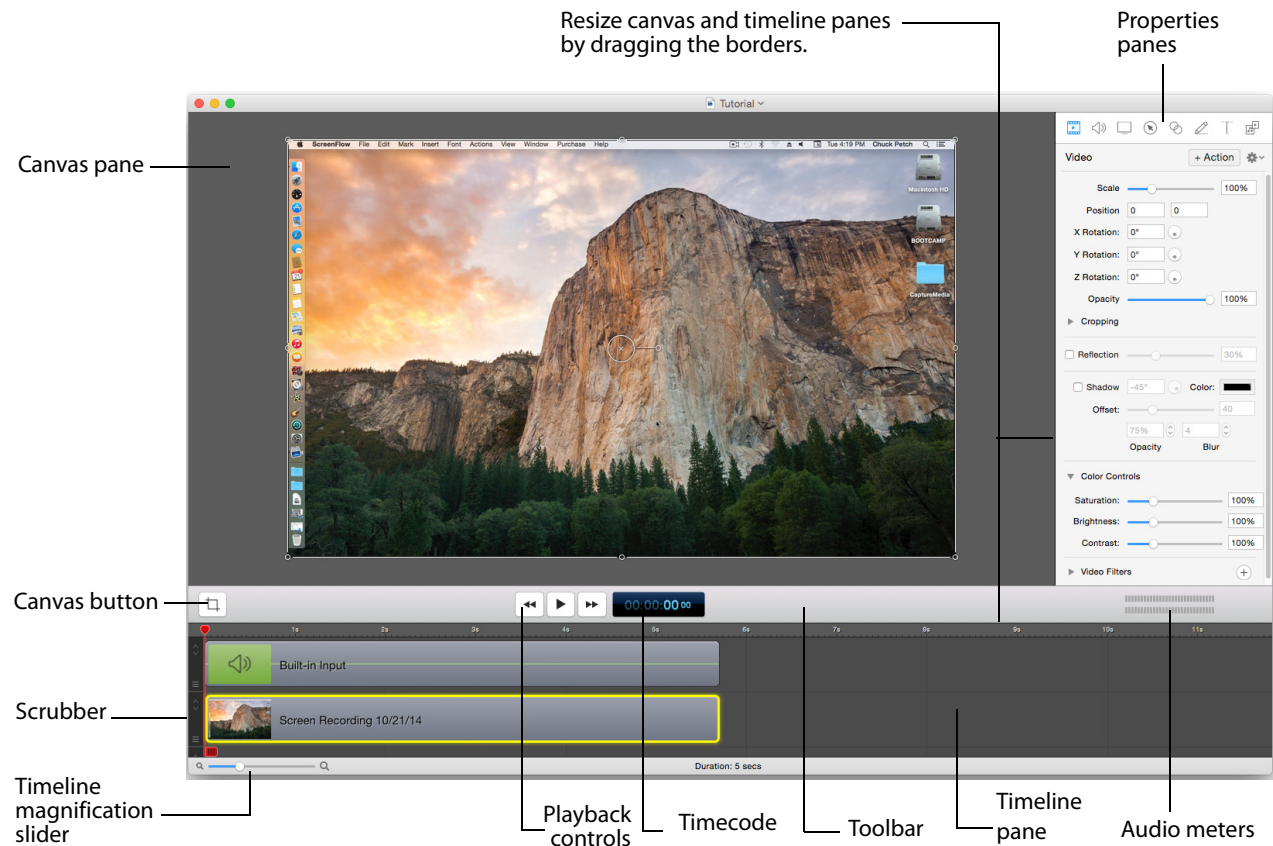 Resize canvas and timeline panes
by dragging the borders.
Properties
panes
Tutorial
Canvas pane
ScreenFlow File Edit Mark Insert Font Actions View Window Purchase Help
Tue 4:19 PM Chuck Petch
Macintosh HD
BOOTCAMP
CaptureMedia
Video
+ Action
Scale 100%
Position 0 0
X Rotation: 0°
Y Rotation: 0°
Z Rotation: 0°
Opacity 100%
Cropping
Reflection 30%
Shadow -45° Color:
Offset: 40
75% 4
Opacity Blur
Color Controls
Saturation: 100%
Brightness: 100%
Contrast: 100%
Video Filters
Canvas button
00:00:00 00
1s 2s 3s 4s 5s 6s 7s 8s 9s 10s 11s
Built-in Input
Scrubber
Screen Recording 10/21/14
Duration: 5 secs
Timeline
magnification
slider
Playback
controls
Timecode
Toolbar
Timeline
pane
Audio meters